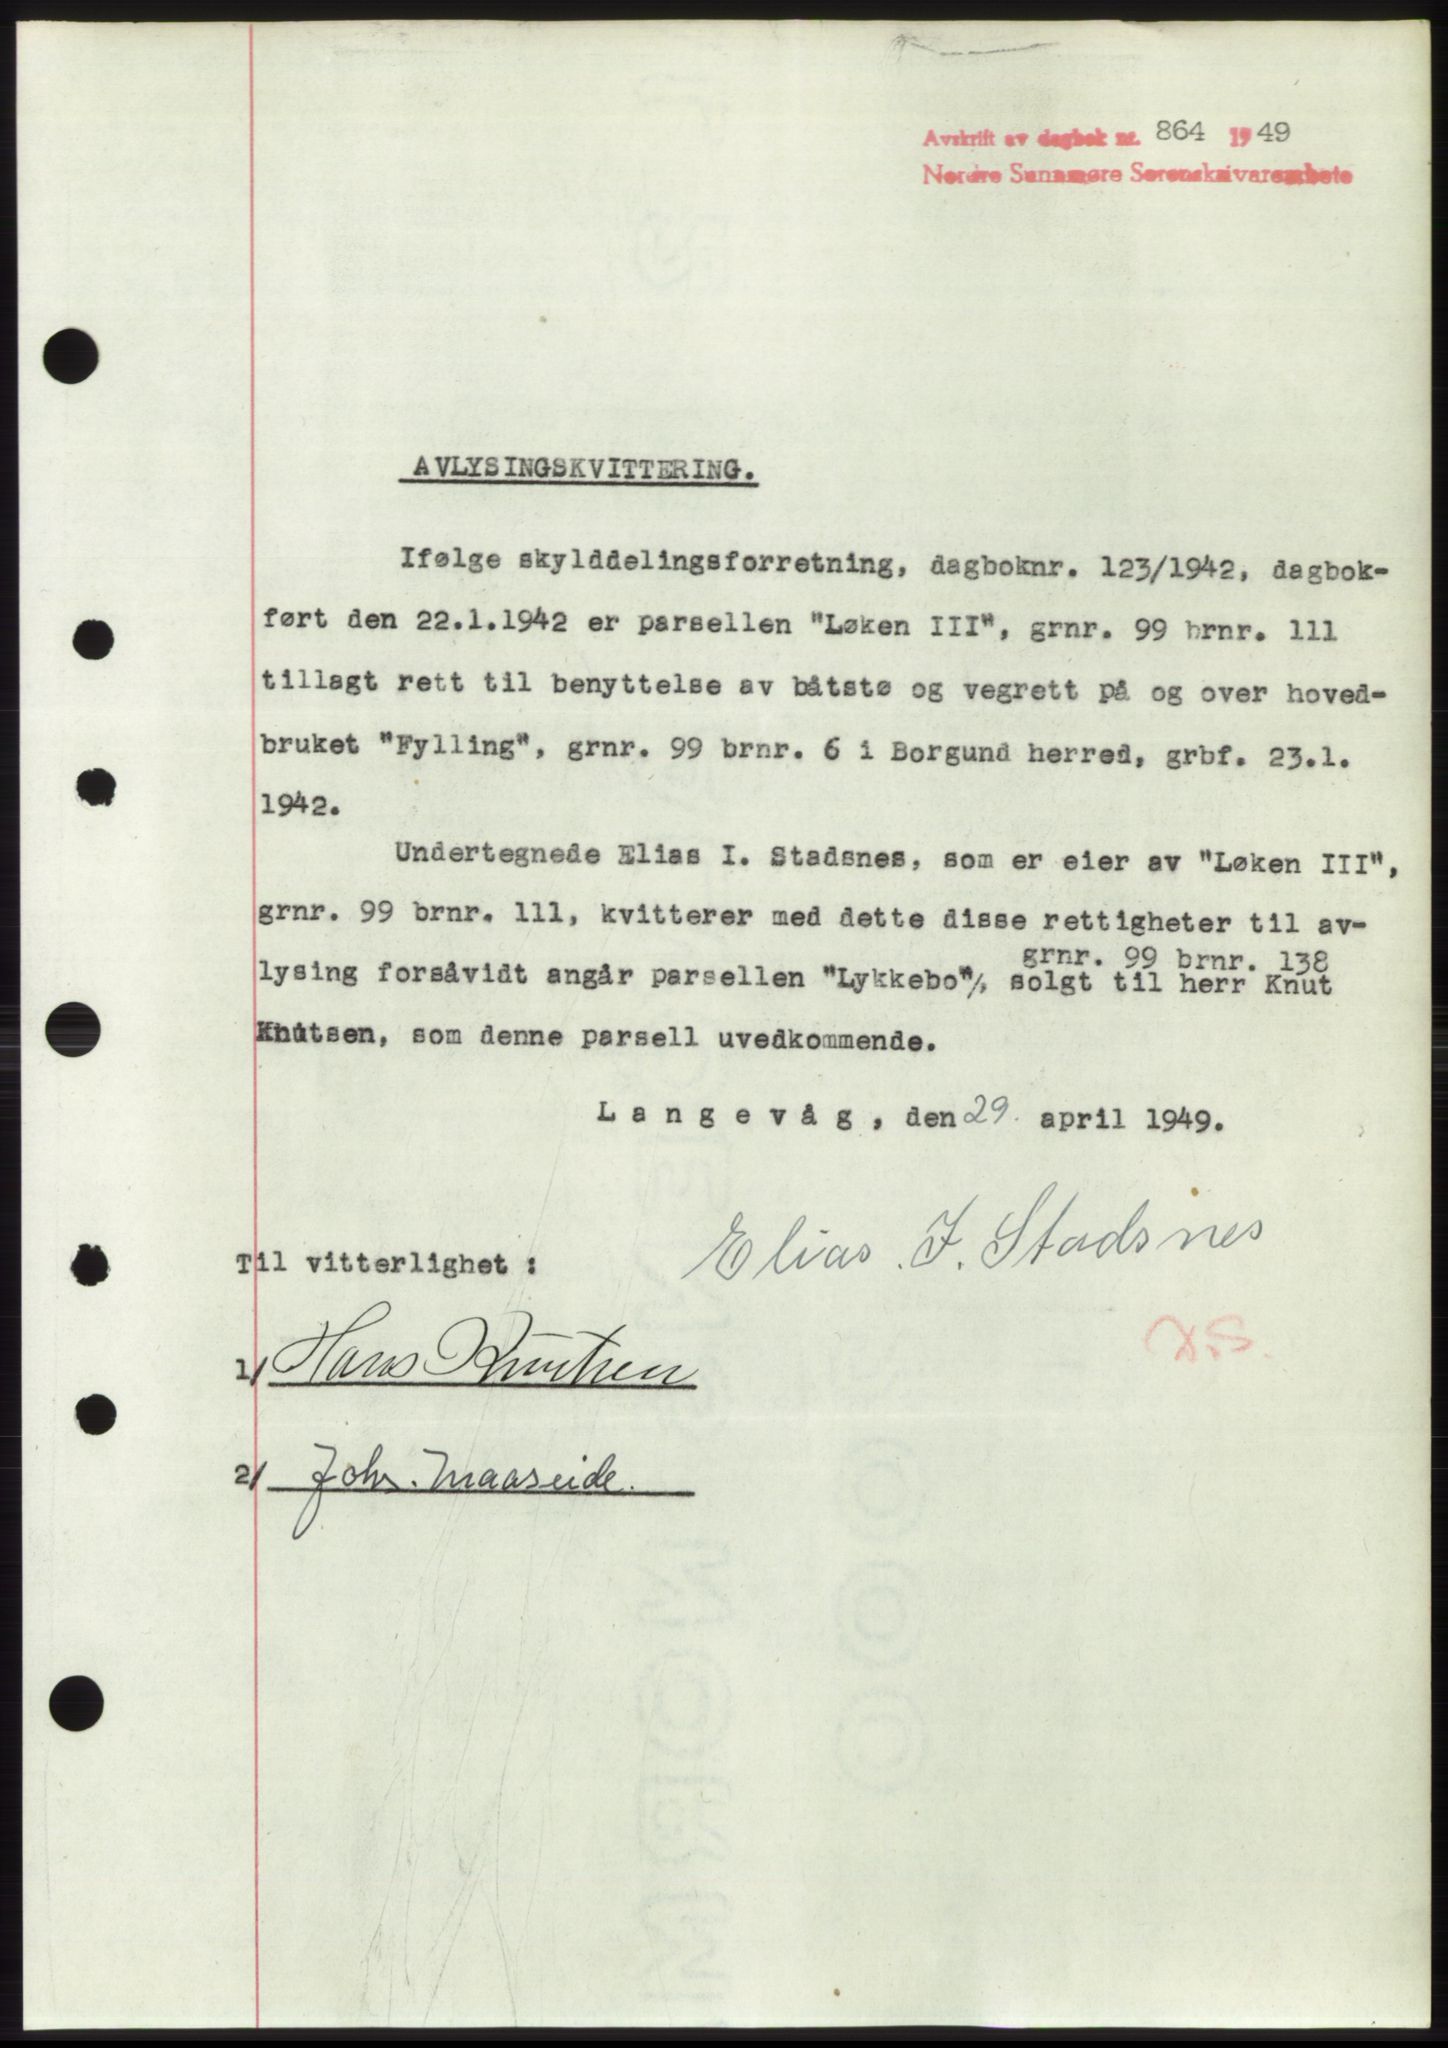 Avskrift av dagbok nr. 864 1949
Nordre Sunnmøre Sorenskrivarembete
AVLYSINGSKVITTERING.
Ifølge skylddelingsforretning, dagboknr. 123/1942, dagbok-
ført den 22.1.1942 er parsellen "Løken III", grnr. 99 brnr. 111
tillagt rett til benyttelse av båtstø og vegrett på og over hoved-
bruket "Fylling", grnr. 99 brnr. 6 i Borgund herred, grbf. 23.1.
1942.
Undertegnede Elias I. Stadsnes, som er eier av "Løken III",
grnr. 99 brnr. 111, kvitterer med dette disse rettigheter til av-
grnr. 99 brnr. 138
lysing forsåvidt angår parsellen "Lykkebo"/, solgt til herr Knut
Knutsen, som denne parsell uvedkommende.
Langevåg, den 29. april 1949.
Elias. I. Stadsnes
Til vitterlighet :
1/ Hans Knutsen
2/ Johs. Maaseide.